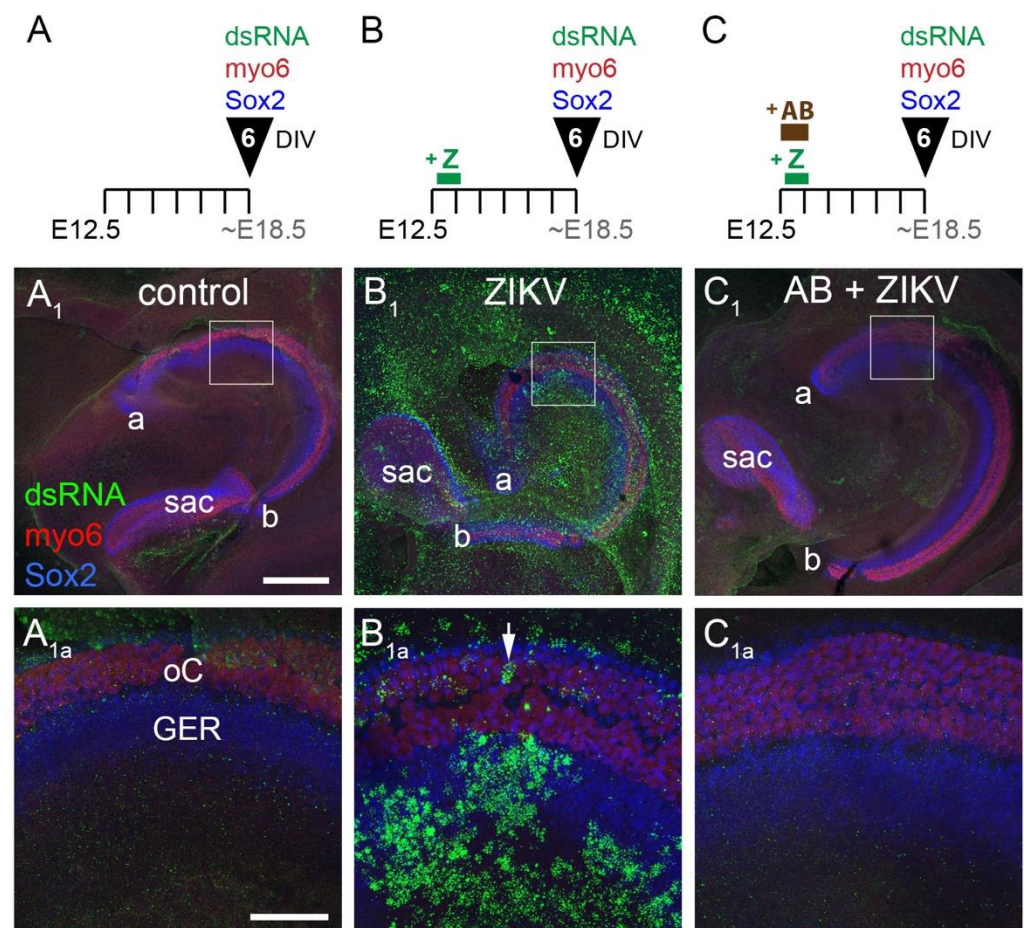 A
dsRNA
myo6
Sox2
6 DIV
E12.5 ~E18.5
B
dsRNA
myo6
Sox2
+ Z
6 DIV
E12.5 ~E18.5
C
dsRNA
myo6
Sox2
+ AB
+ Z
6 DIV
E12.5 ~E18.5
A1 control
a
sac
b
dsRNA
myo6
Sox2
B1 ZIKV
sac
a
b
C1 AB + ZIKV
a
sac
b
A1a
oC
GER
B1a
C1a